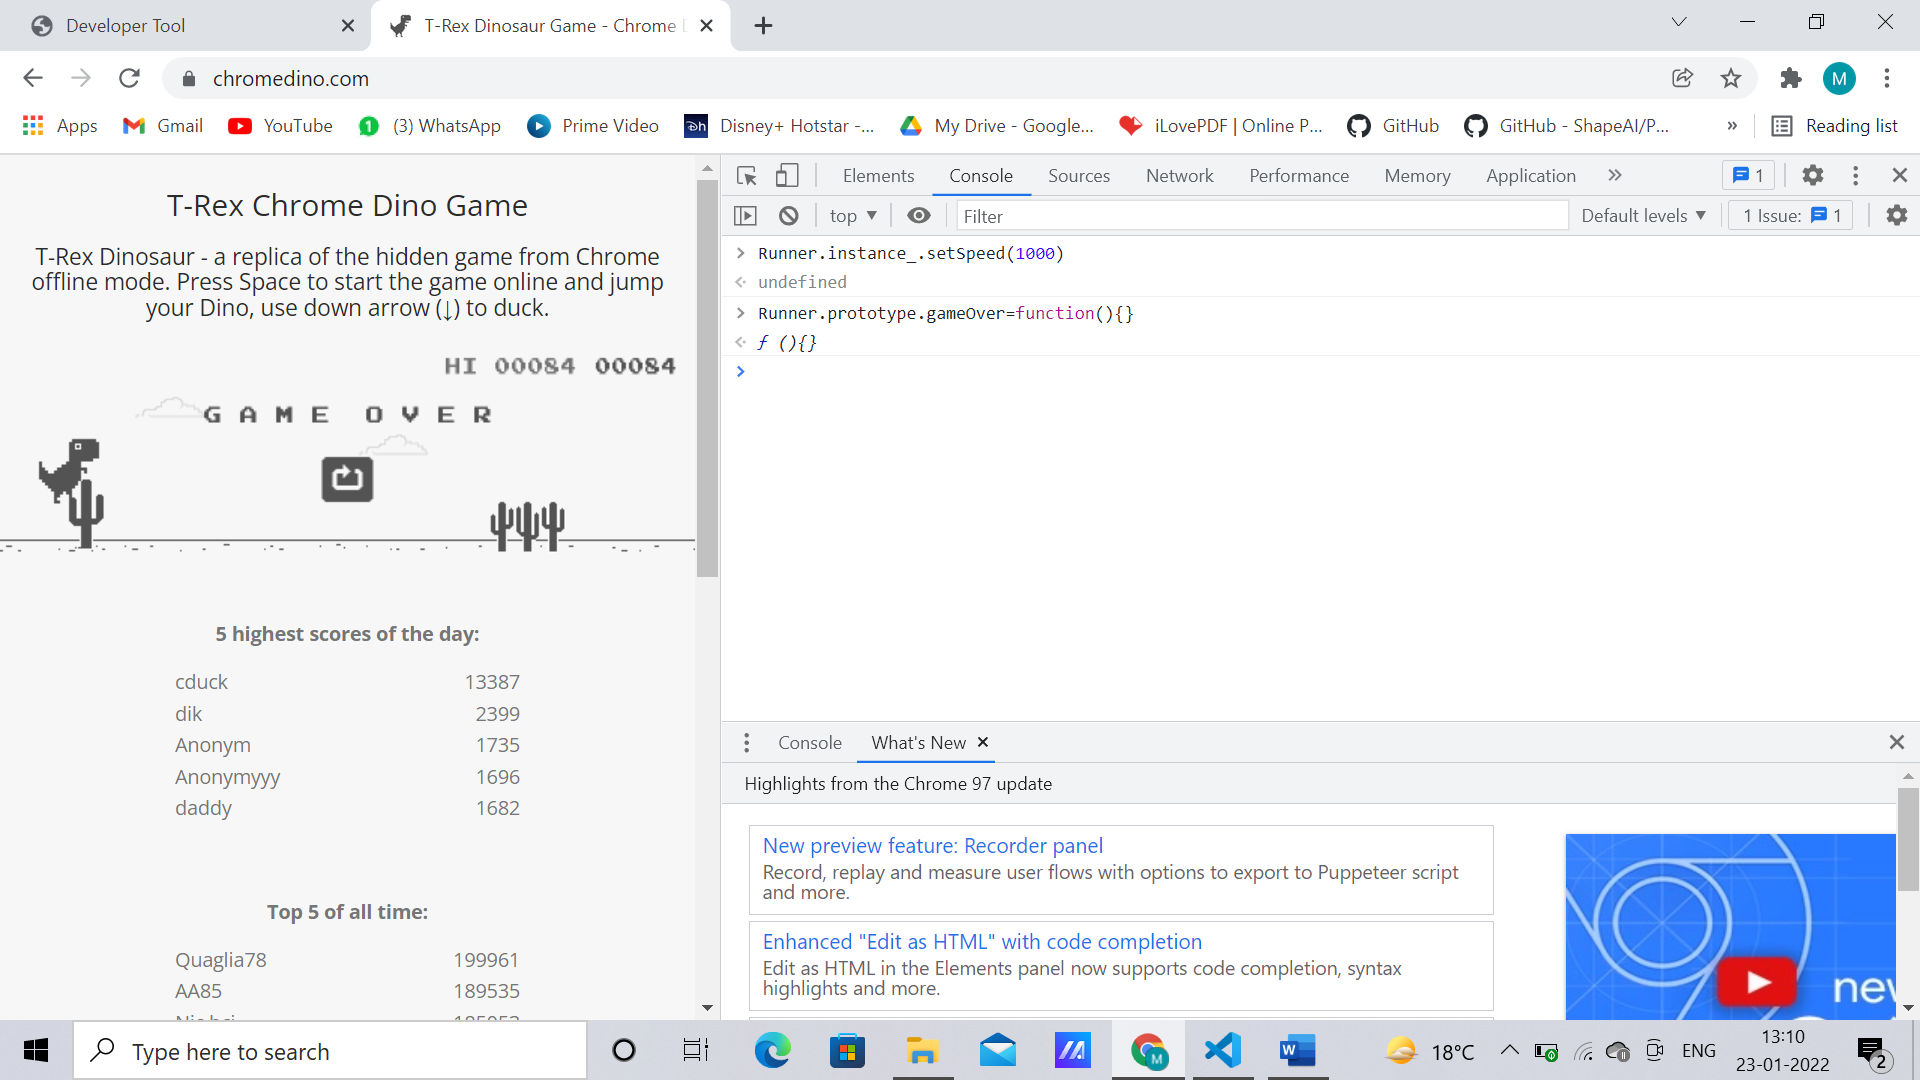 Developer Tool
T-Rex Dinosaur Game - Chrome
chromedino.com
M
Apps
Gmail
YouTube
(3) WhatsApp
Prime Video
Disney+ Hotstar -...
My Drive - Google...
iLovePDF | Online P...
GitHub
GitHub - ShapeAI/P...
»
Reading list
T-Rex Chrome Dino Game
T-Rex Dinosaur - a replica of the hidden game from Chrome
offline mode. Press Space to start the game online and jump
your Dino, use down arrow (↓) to duck.
HI 00084 00084
GAME OVER
5 highest scores of the day:
cduck 13387
dik 2399
Anonym 1735
Anonymyyy 1696
daddy 1682
Top 5 of all time:
Quaglia78 199961
AA85 189535
Elements
Console
Sources
Network
Performance
Memory
Application
»
1
top
Filter
Default levels
1 Issue: 1
Runner.instance_.setSpeed(1000)
undefined
Runner.prototype.gameOver=function(){}
ƒ (){}
Console
What's New
Highlights from the Chrome 97 update
New preview feature: Recorder panel
Record, replay and measure user flows with options to export to Puppeteer script
and more.
Enhanced "Edit as HTML" with code completion
Edit as HTML in the Elements panel now supports code completion, syntax
highlights and more.
Type here to search
18°C
ENG
13:10
23-01-2022
2